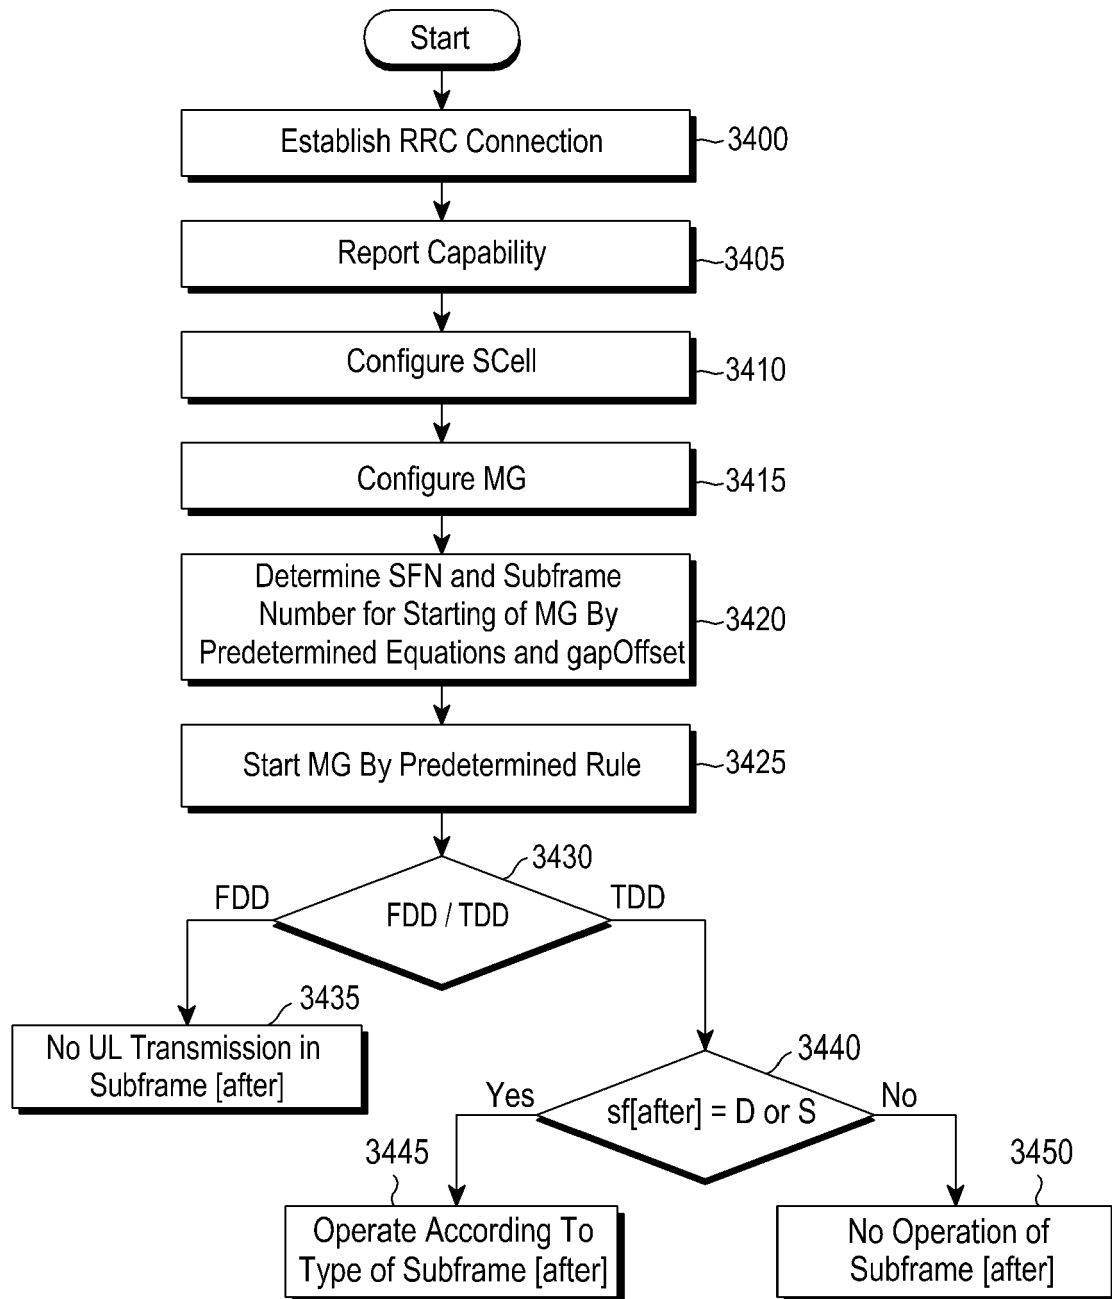 Start
Establish RRC Connection
3400
Report Capability
3405
Configure SCell
3410
Configure MG
3415
Determine SFN and Subframe
Number for Starting of MG By
Predetermined Equations and gapOffset
3420
Start MG By Predetermined Rule
3425
3430
FDD
FDD / TDD
TDD
3435
No UL Transmission in
Subframe [after]
3440
Yes
sf[after] = D or S
No
3445
Operate According To
Type of Subframe [after]
3450
No Operation of
Subframe [after]